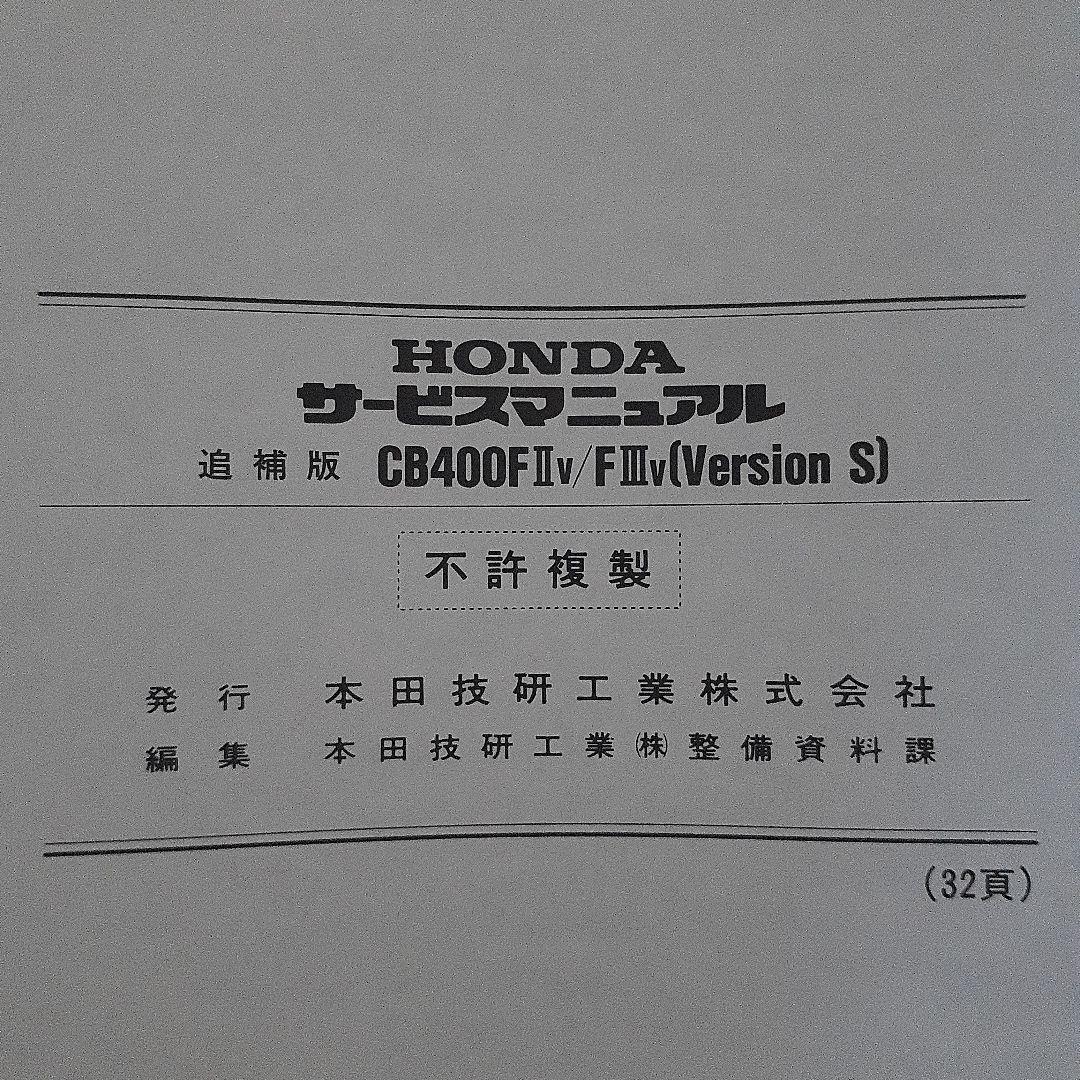 HONDA
サービスマニュアル
追補版 CB400FⅡv/FⅢv(Version S)
不許複製
発行 本田技研工業株式会社
編集 本田技研工業㈱整備資料課
(32頁)